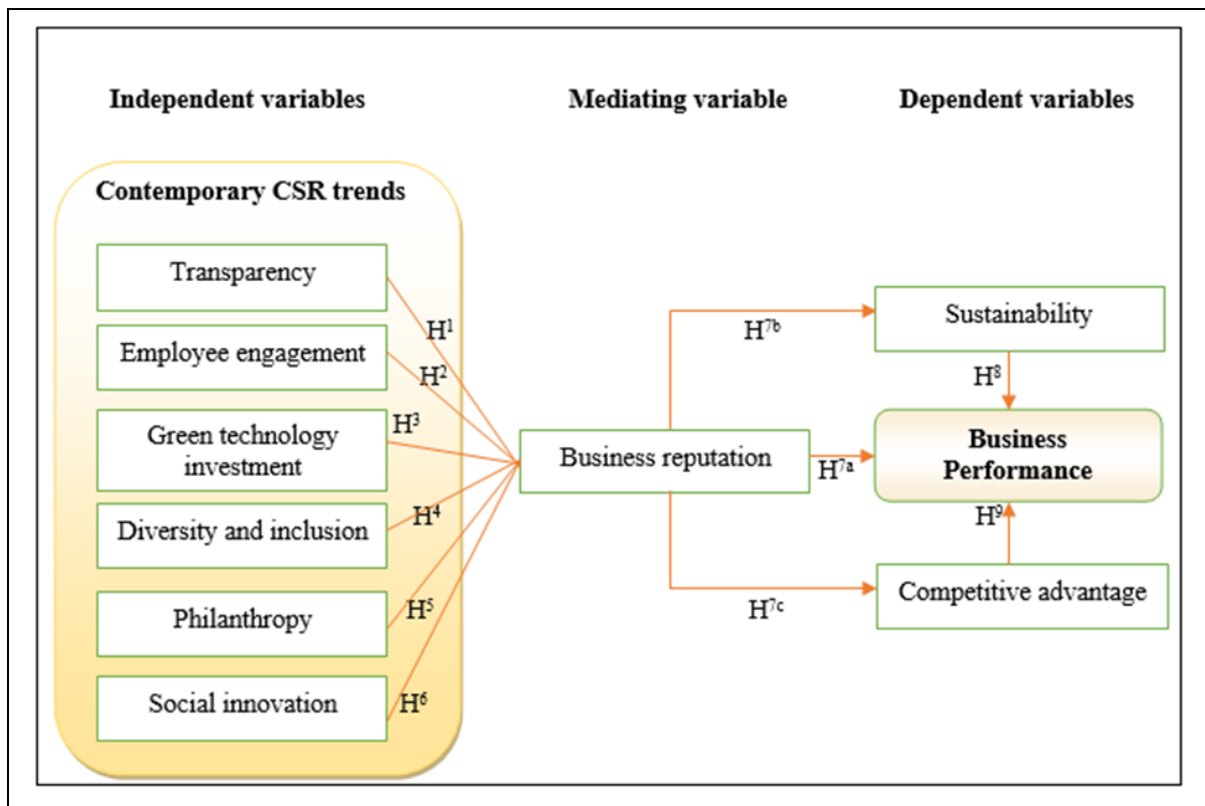 Independent variables
Mediating variable
Dependent variables
Contemporary CSR trends
Transparency
Employee engagement
Green technology
investment
Diversity and inclusion
Philanthropy
Social innovation
H¹
H²
H³
H⁴
H⁵
H⁶
Business reputation
H⁷ᵇ
H⁷ᵃ
H⁷ᶜ
Sustainability
H⁸
Business
Performance
H⁹
Competitive advantage